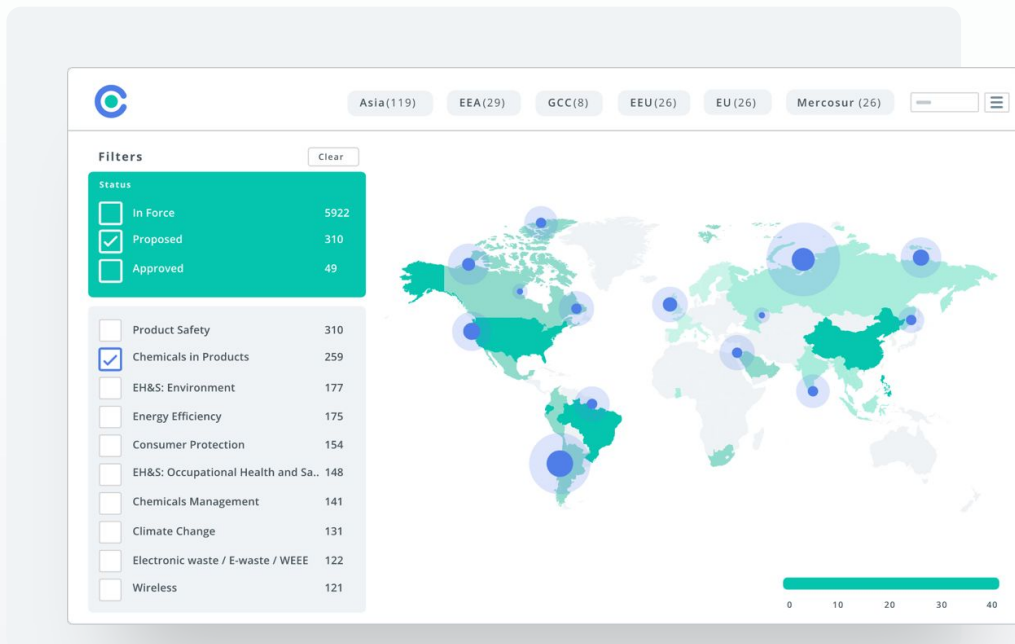 Asia(119) EEA(29) GCC(8) EEU(26) EU(26) Mercosur (26)
Filters Clear
Status
In Force 5922
Proposed 310
Approved 49
Product Safety 310
Chemicals in Products 259
EH&S: Environment 177
Energy Efficiency 175
Consumer Protection 154
EH&S: Occupational Health and Sa.. 148
Chemicals Management 141
Climate Change 131
Electronic waste / E-waste / WEEE 122
Wireless 121
0 10 20 30 40